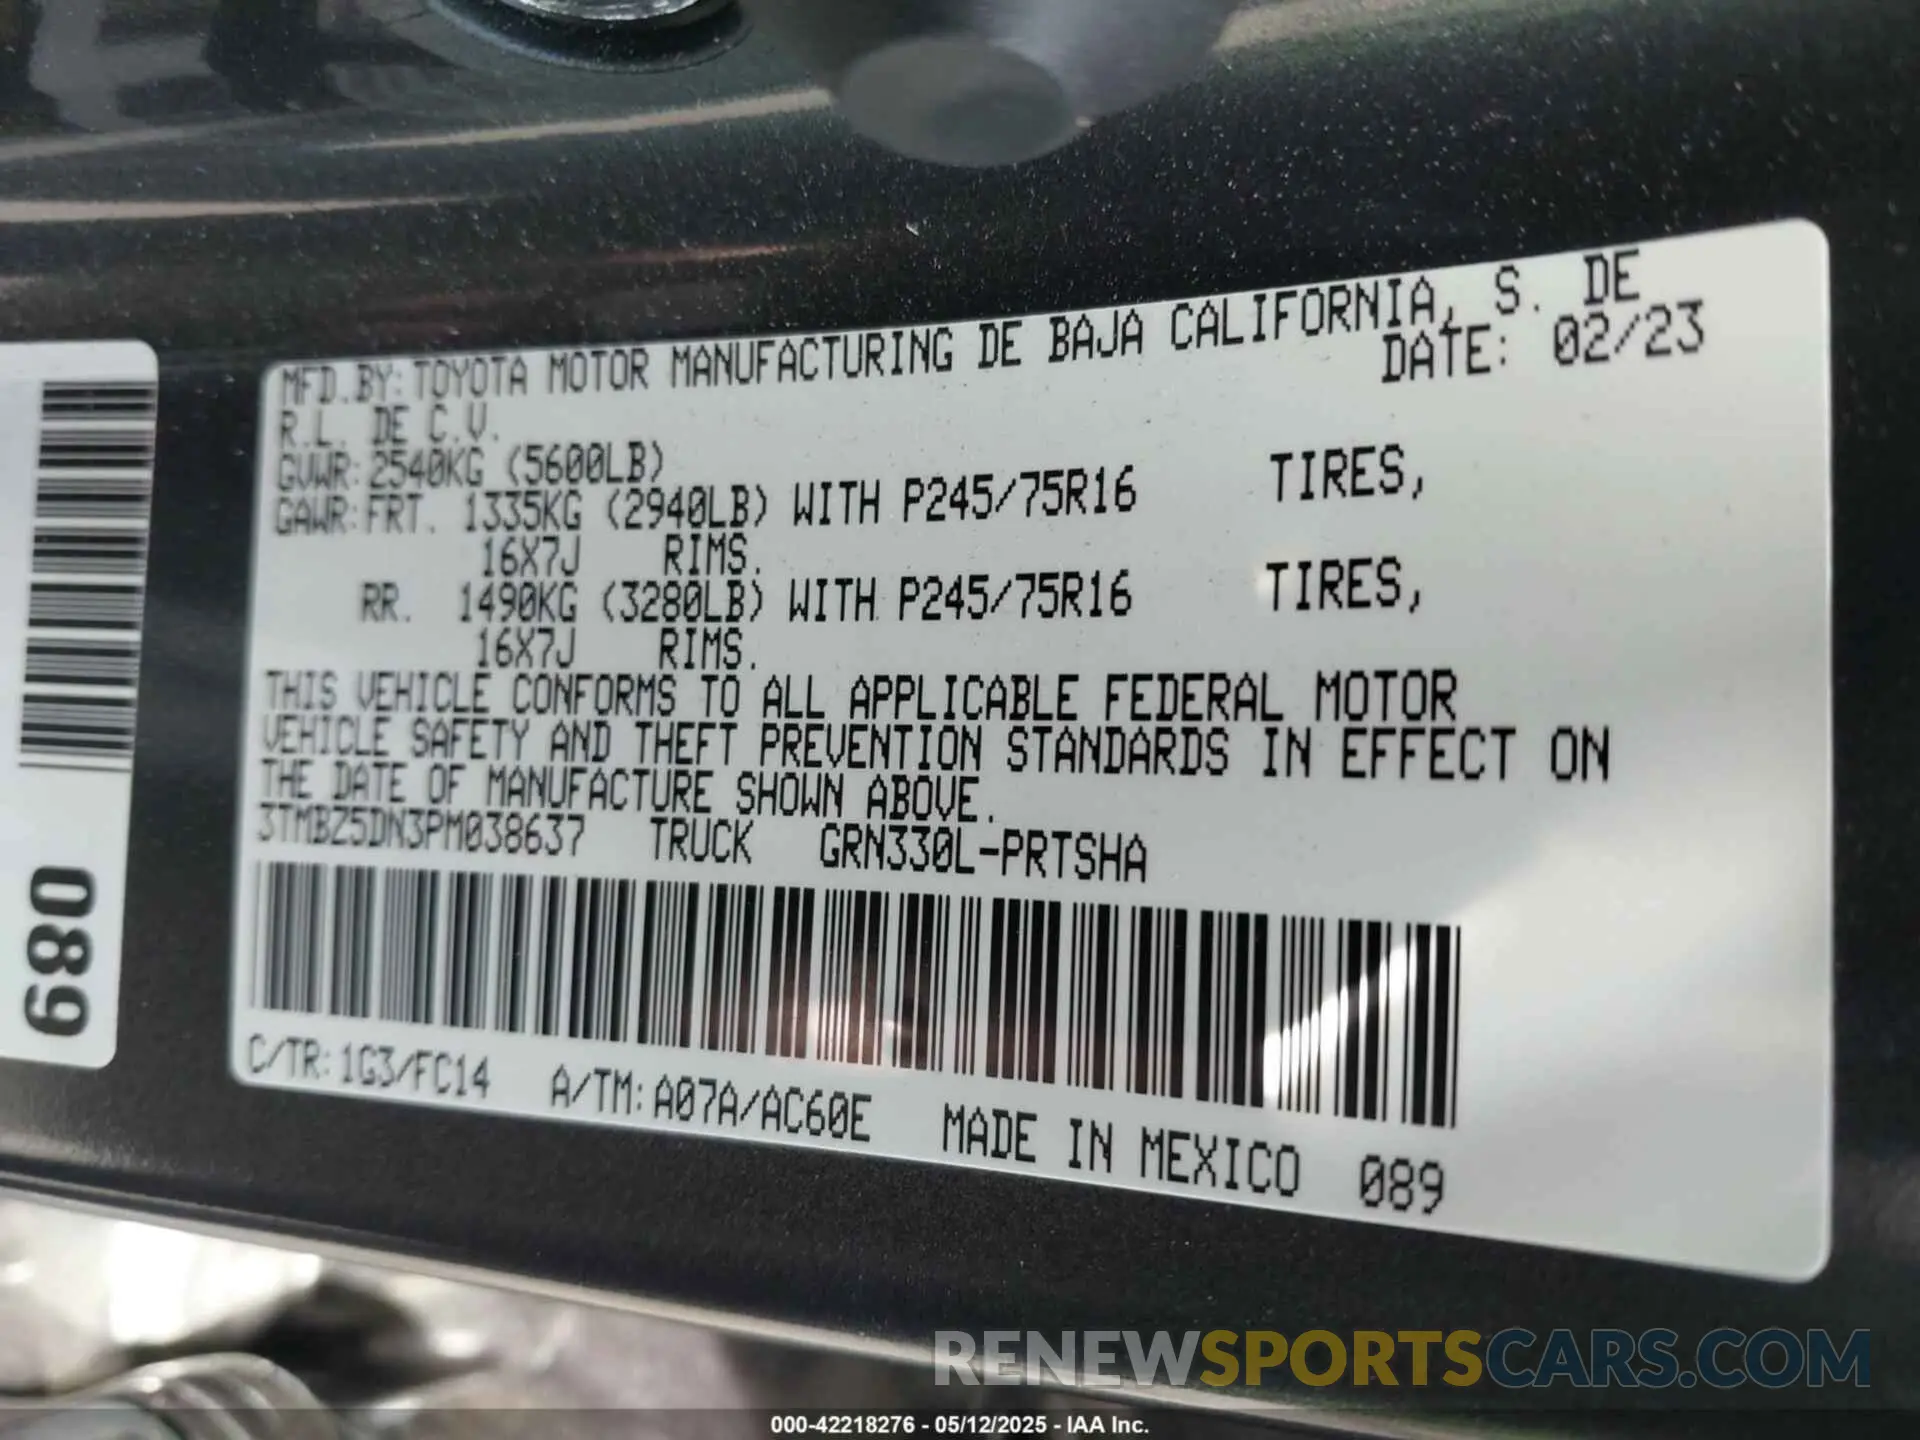 MFD.BY:TOYOTA MOTOR MANUFACTURING DE BAJA CALIFORNIA, S. DE
R.L. DE C.V. DATE: 02/23
GVWR:2540KG (5600LB)
GAWR:FRT. 1335KG (2940LB) WITH P245/75R16 TIRES,
16X7J RIMS.
RR. 1490KG (3280LB) WITH P245/75R16 TIRES,
16X7J RIMS.
THIS VEHICLE CONFORMS TO ALL APPLICABLE FEDERAL MOTOR
VEHICLE SAFETY AND THEFT PREVENTION STANDARDS IN EFFECT ON
THE DATE OF MANUFACTURE SHOWN ABOVE.
3TMBZ5DN3PM038637 TRUCK GRN330L-PRTSHA
C/TR:1G3/FC14 A/TM:A07A/AC60E MADE IN MEXICO 089
089
RENEWSPORTSCARS.COM
000-42218276 - 05/12/2025 - IAA Inc.